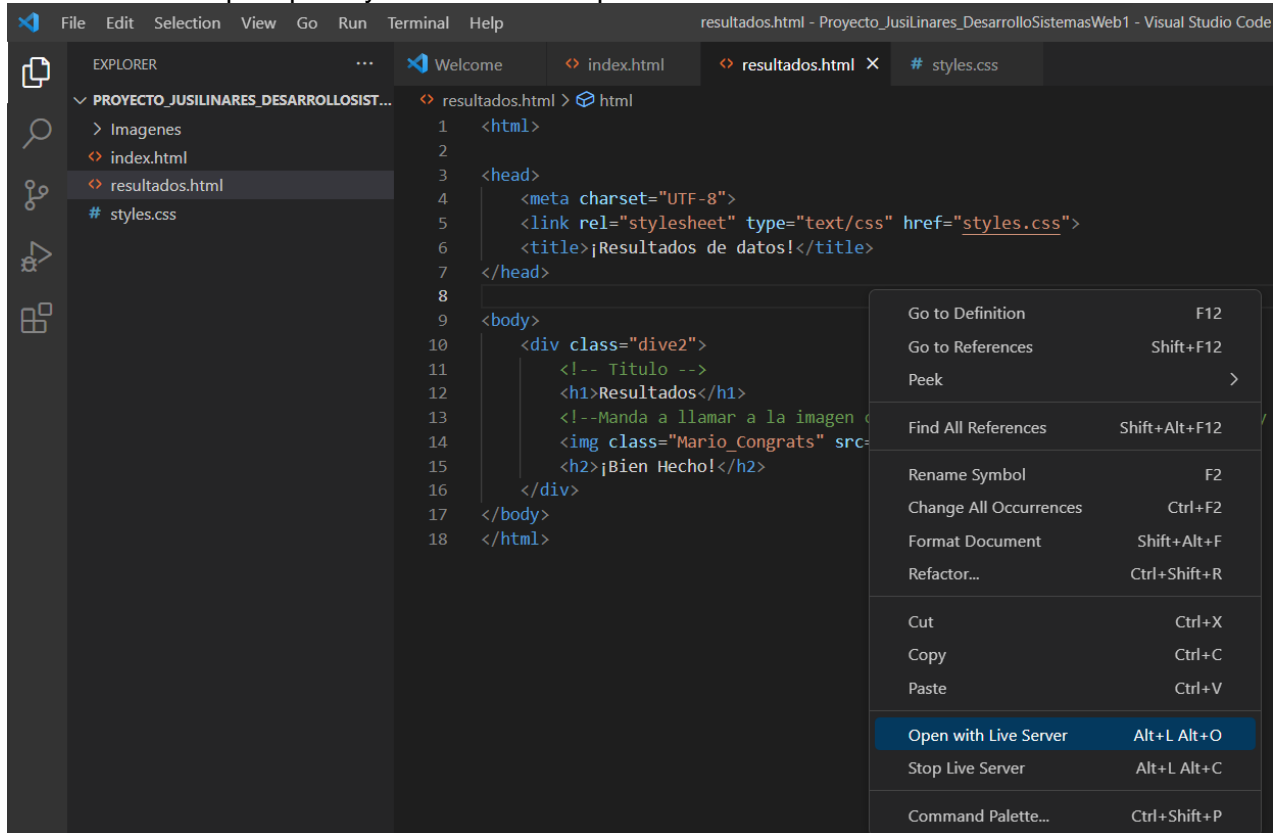 File Edit Selection View Go Run Terminal Help resultados.html - Proyecto_JusiLinares_DesarrolloSistemasWeb1 - Visual Studio Code
EXPLORER ...
Welcome index.html resultados.html × # styles.css
PROYECTO_JUSILINARES_DESARROLLOSIST...
Imagenes
index.html
resultados.html
# styles.css
resultados.html > html
1 <html>
2
3 <head>
4 <meta charset="UTF-8">
5 <link rel="stylesheet" type="text/css" href="styles.css">
6 <title>¡Resultados de datos!</title>
7 </head>
8
9 <body>
10 <div class="dive2">
11 <!-- Titulo -->
12 <h1>Resultados</h1>
13 <!--Manda a llamar a la imagen
14 <img class="Mario_Congrats" src=
15 <h2>¡Bien Hecho!</h2>
16 </div>
17 </body>
18 </html>
Go to Definition F12
Go to References Shift+F12
Peek >
Find All References Shift+Alt+F12
Rename Symbol F2
Change All Occurrences Ctrl+F2
Format Document Shift+Alt+F
Refactor... Ctrl+Shift+R
Cut Ctrl+X
Copy Ctrl+C
Paste Ctrl+V
Open with Live Server Alt+L Alt+O
Stop Live Server Alt+L Alt+C
Command Palette... Ctrl+Shift+P